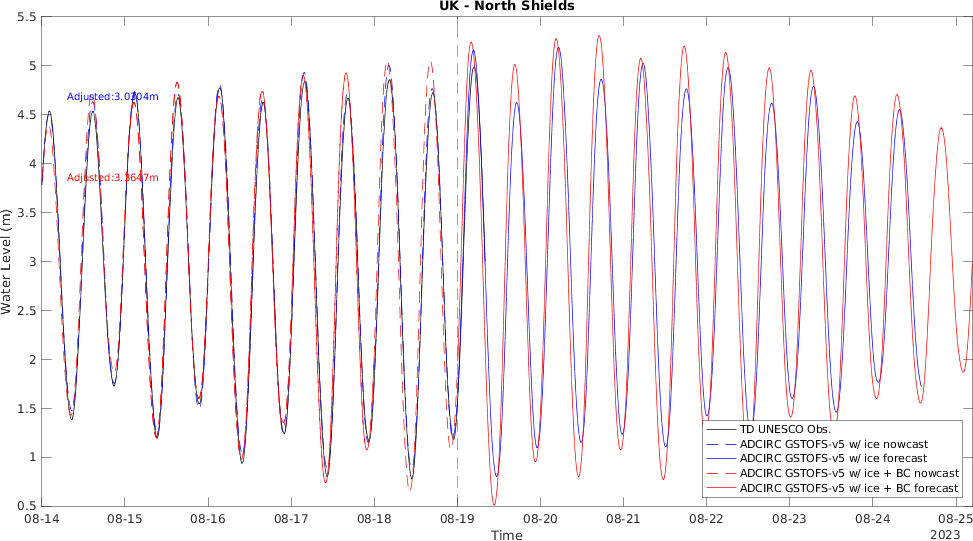 UK - North Shields
5.5
5
4.5
4
3.5
3
2.5
2
1.5
1
0.5
Water Level (m)
Adjusted:3.0304m
Adjusted:3.3647m
TD UNESCO Obs.
ADCIRC GSTOFS-v5 w/ ice nowcast
ADCIRC GSTOFS-v5 w/ ice forecast
ADCIRC GSTOFS-v5 w/ ice + BC nowcast
ADCIRC GSTOFS-v5 w/ ice + BC forecast
08-14 08-15 08-16 08-17 08-18 08-19 08-20 08-21 08-22 08-23 08-24 08-25
Time
2023